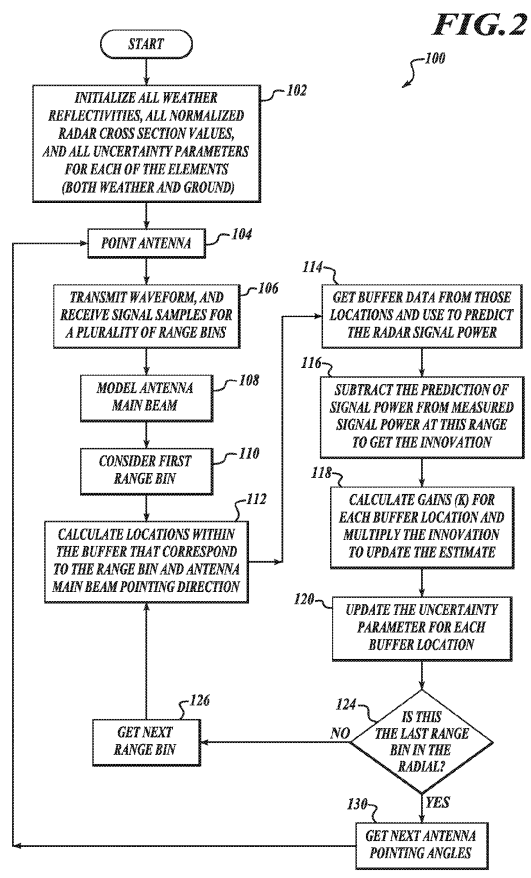 FIG.2
100
START
102
INITIALIZE ALL WEATHER
REFLECTIVITIES, ALL NORMALIZED
RADAR CROSS SECTION VALUES,
AND ALL UNCERTAINTY PARAMETERS
FOR EACH OF THE ELEMENTS
(BOTH WEATHER AND GROUND)
POINT ANTENNA
104
106
TRANSMIT WAVEFORM, AND
RECEIVE SIGNAL SAMPLES FOR
A PLURALITY OF RANGE BINS
MODEL ANTENNA
MAIN BEAM
108
CONSIDER FIRST
RANGE BIN
110
112
CALCULATE LOCATIONS WITHIN
THE BUFFER THAT CORRESPOND
TO THE RANGE BIN AND ANTENNA
MAIN BEAM POINTING DIRECTION
114
GET BUFFER DATA FROM THOSE
LOCATIONS AND USE TO PREDICT
THE RADAR SIGNAL POWER
116
SUBTRACT THE PREDICTION OF
SIGNAL POWER FROM MEASURED
SIGNAL POWER AT THIS RANGE
TO GET THE INNOVATION
118
CALCULATE GAINS (K) FOR
EACH BUFFER LOCATION AND
MULTIPLY THE INNOVATION
TO UPDATE THE ESTIMATE
120
UPDATE THE UNCERTAINTY
PARAMETER FOR EACH
BUFFER LOCATION
124
IS THIS
THE LAST RANGE
BIN IN THE
RADIAL?
NO
YES
126
GET NEXT
RANGE BIN
130
GET NEXT ANTENNA
POINTING ANGLES